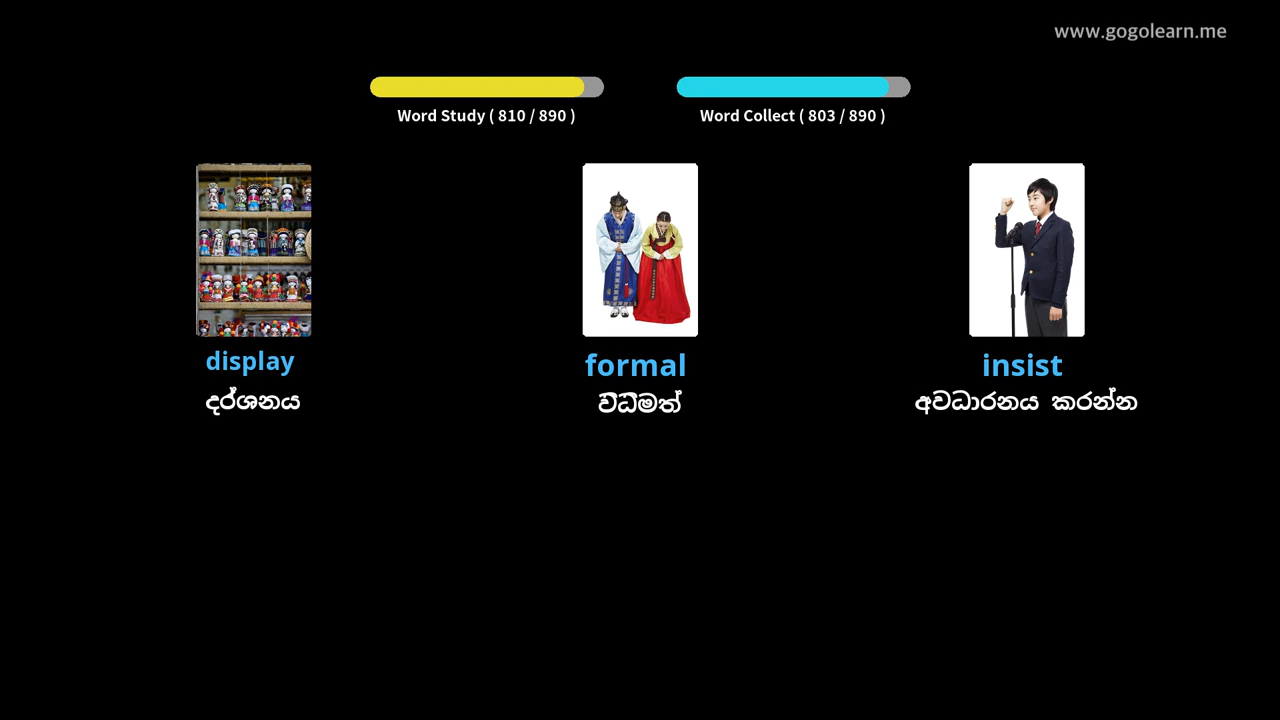 www.gogolearn.me
Word Study ( 810 / 890 )
Word Collect ( 803 / 890 )
display
දර්ශනය
formal
විධිමත්
insist
අවධාරනය කරන්න